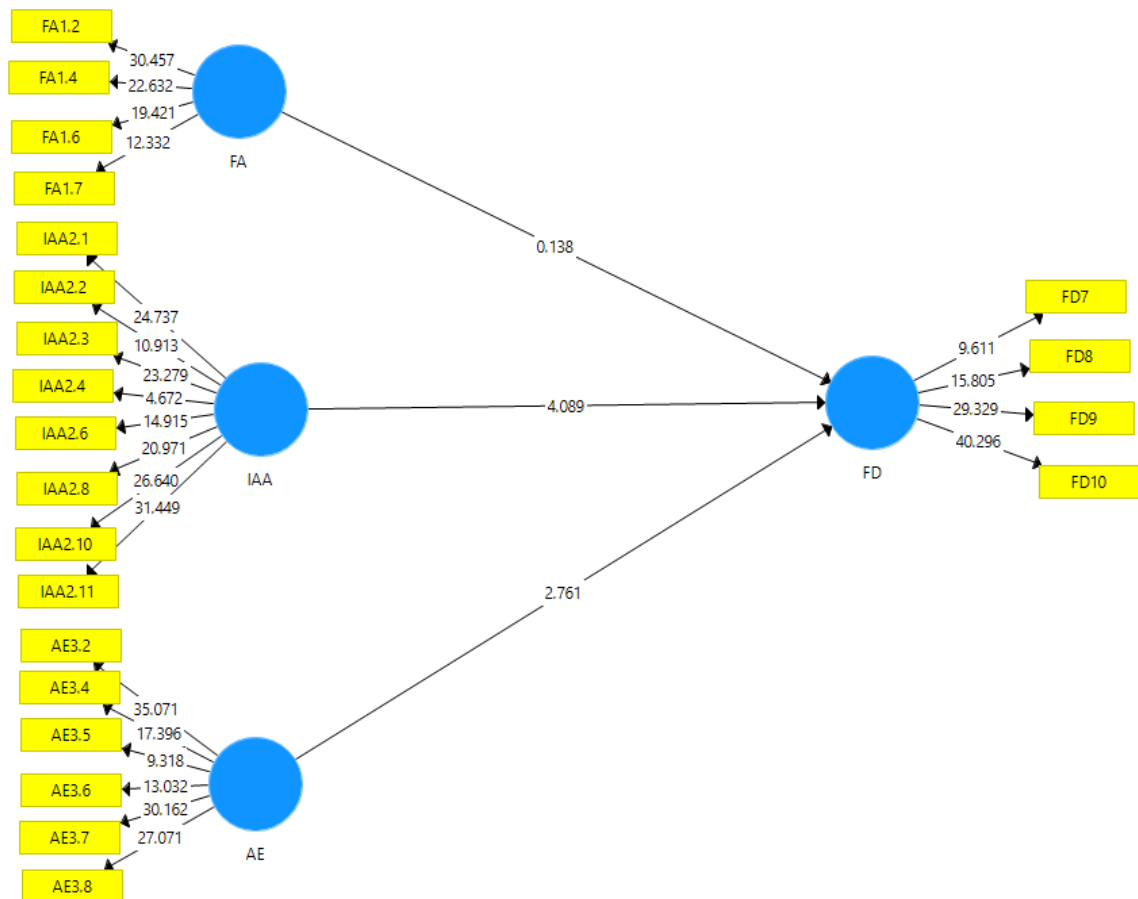 FA1.2
30.457
FA1.4
22.632
19.421
FA1.6
12.332
FA
FA1.7
IAA2.1
0.138
IAA2.2
FD7
24.737
IAA2.3
10.913
9.611
FD8
23.279
15.805
IAA2.4
4.672
4.089
29.329
FD9
14.915
IAA2.6
40.296
20.971
FD
FD10
IAA
26.640
IAA2.8
31.449
IAA2.10
IAA2.11
2.761
AE3.2
AE3.4
35.071
17.396
AE3.5
9.318
13.032
AE3.6
30.162
AE3.7
27.071
AE
AE3.8